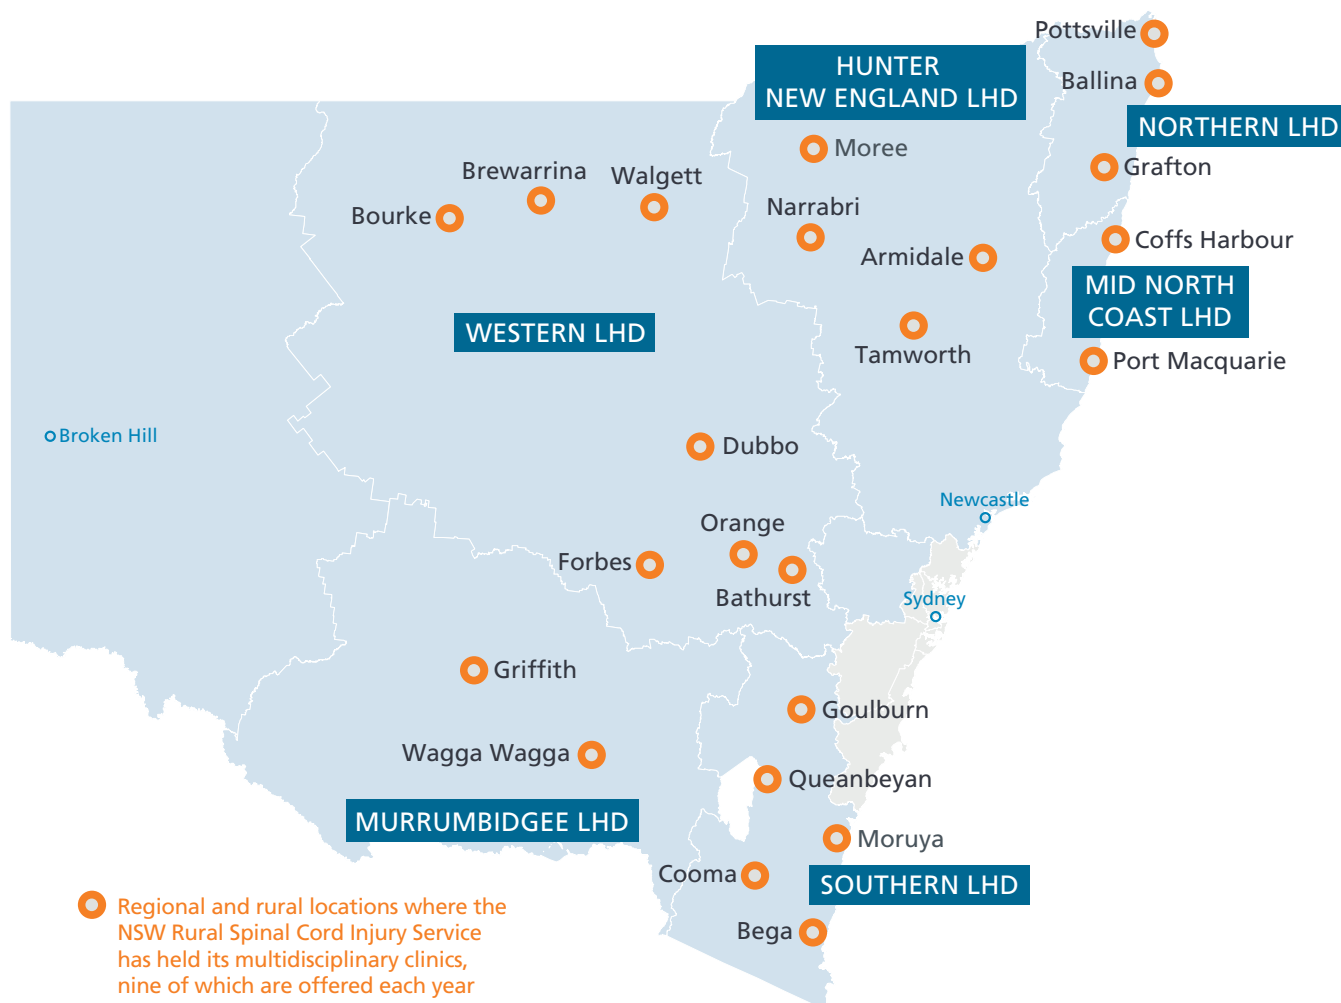 Pottsville
HUNTER
NEW ENGLAND LHD
Ballina
NORTHERN LHD
Moree
Grafton
Brewarrina
Walgett
Narrabri
Bourke
Coffs Harbour
Armidale
MID NORTH
COAST LHD
WESTERN LHD
Tamworth
Port Macquarie
Broken Hill
Dubbo
Newcastle
Orange
Forbes
Bathurst
Sydney
Griffith
Goulburn
Wagga Wagga
Queanbeyan
MURRUMBIDGEE LHD
Moruya
Cooma
SOUTHERN LHD
Bega
Regional and rural locations where the
NSW Rural Spinal Cord Injury Service
has held its multidisciplinary clinics,
nine of which are offered each year